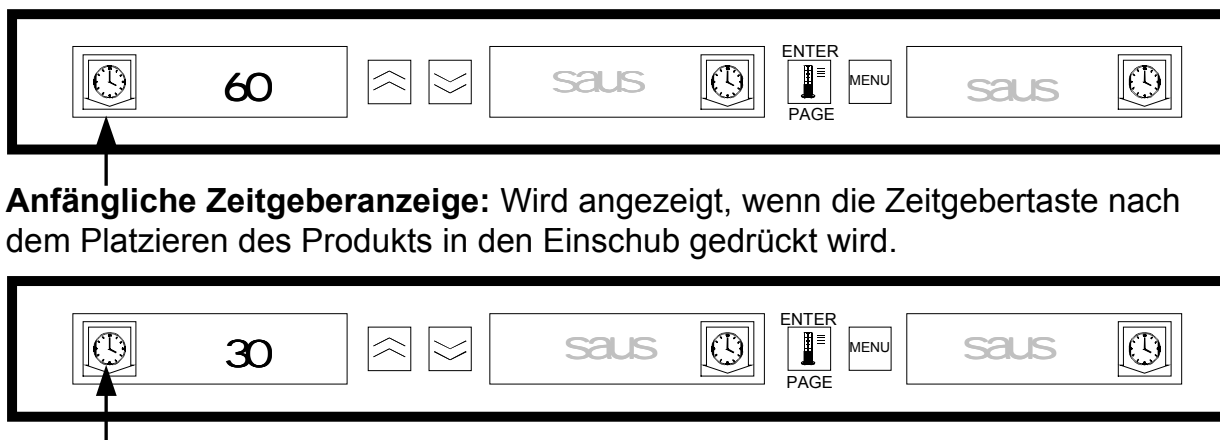 ENTER
60 saus MENU saus
PAGE
Anfängliche Zeitgeberanzeige: Wird angezeigt, wenn die Zeitgebertaste nach
dem Platzieren des Produkts in den Einschub gedrückt wird.
ENTER
30 saus MENU saus
PAGE